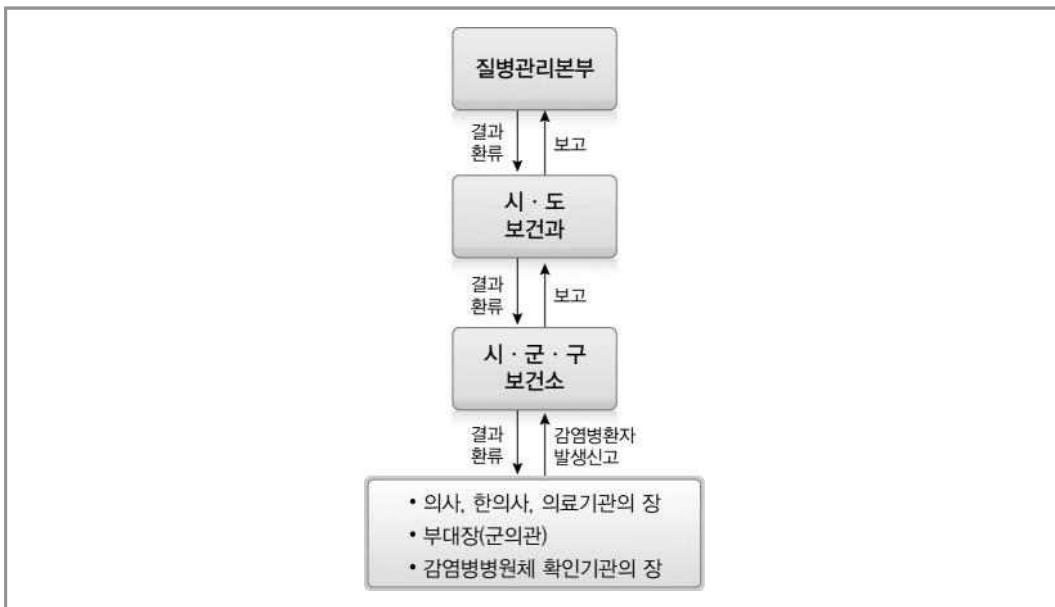 질병관리본부
결과
환류
보고
시 · 도
보건과
결과
환류
보고
시 · 군 · 구
보건소
결과
환류
감염병환자
발생신고
• 의사, 한의사, 의료기관의 장
• 부대장(군의관)
• 감염병병원체 확인기관의 장